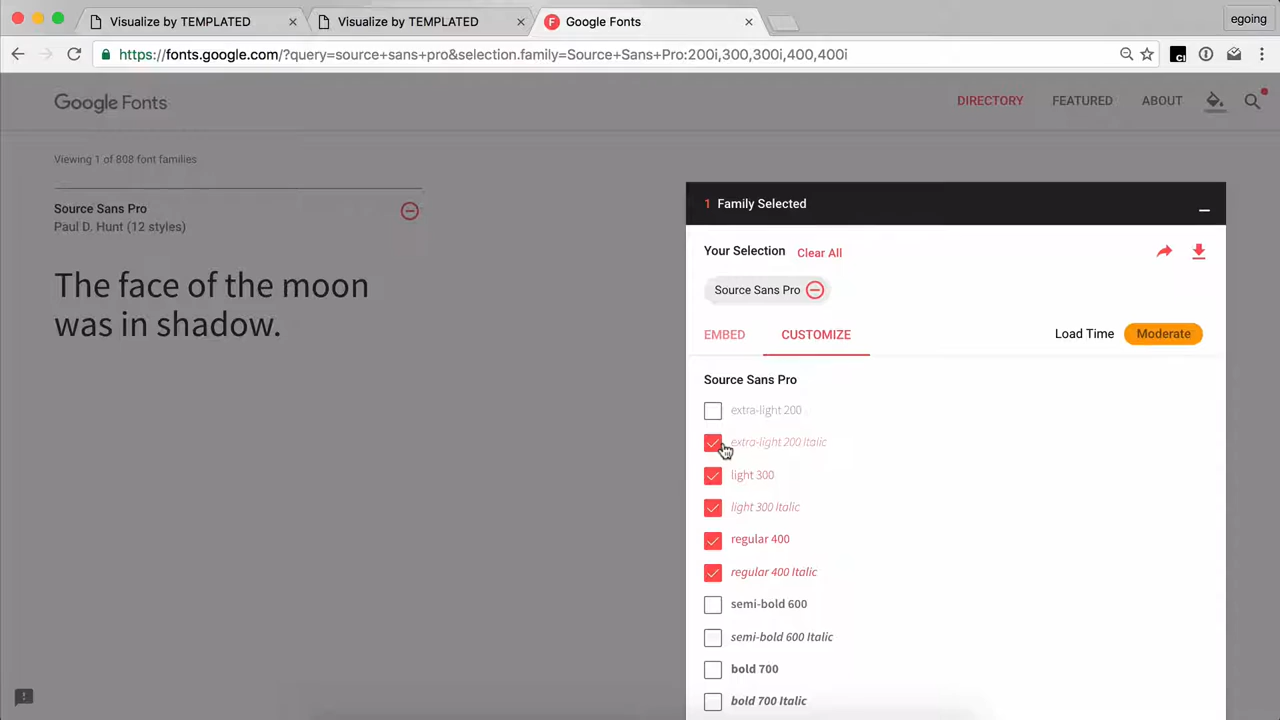 Visualize by TEMPLATED
Visualize by TEMPLATED
Google Fonts
egoing
https://fonts.google.com/?query=source+sans+pro&selection.family=Source+Sans+Pro:200i,300,300i,400,400i
Google Fonts
DIRECTORY
FEATURED
ABOUT
Viewing 1 of 808 font families
Source Sans Pro
Paul D. Hunt (12 styles)
The face of the moon
was in shadow.
1 Family Selected
Your Selection
Clear All
Source Sans Pro
EMBED
CUSTOMIZE
Load Time
Moderate
Source Sans Pro
extra-light 200
extra-light 200 Italic
light 300
light 300 Italic
regular 400
regular 400 Italic
semi-bold 600
semi-bold 600 Italic
bold 700
bold 700 Italic